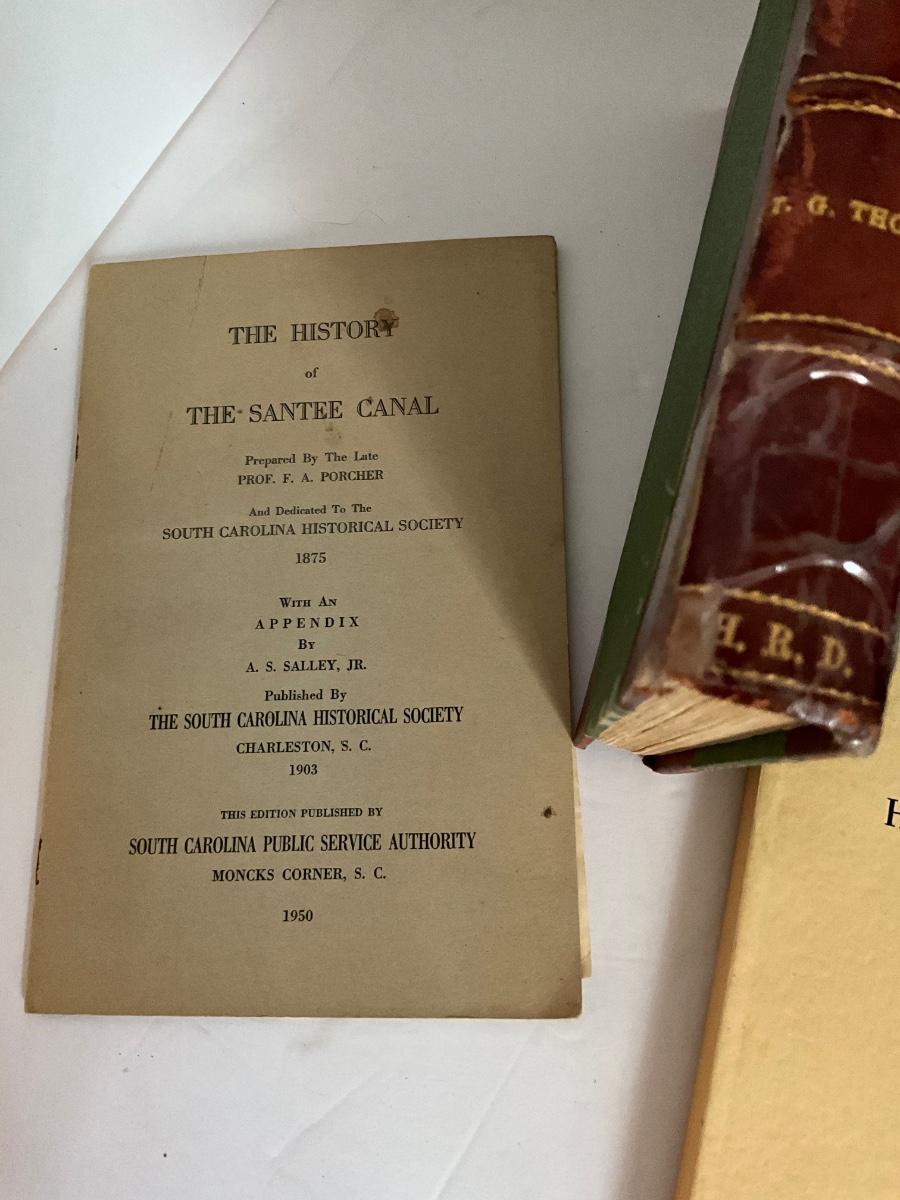 THE HISTORY
of
THE SANTEE CANAL
Prepared By The Late
PROF. F. A. PORCHER
And Dedicated To The
SOUTH CAROLINA HISTORICAL SOCIETY
1875
WITH AN
APPENDIX
BY
A. S. SALLEY, JR.
Published By
THE SOUTH CAROLINA HISTORICAL SOCIETY
CHARLESTON, S. C.
1903
THIS EDITION PUBLISHED BY
SOUTH CAROLINA PUBLIC SERVICE AUTHORITY
MONCKS CORNER, S. C.
1950
G. THO
H. R. D.
H